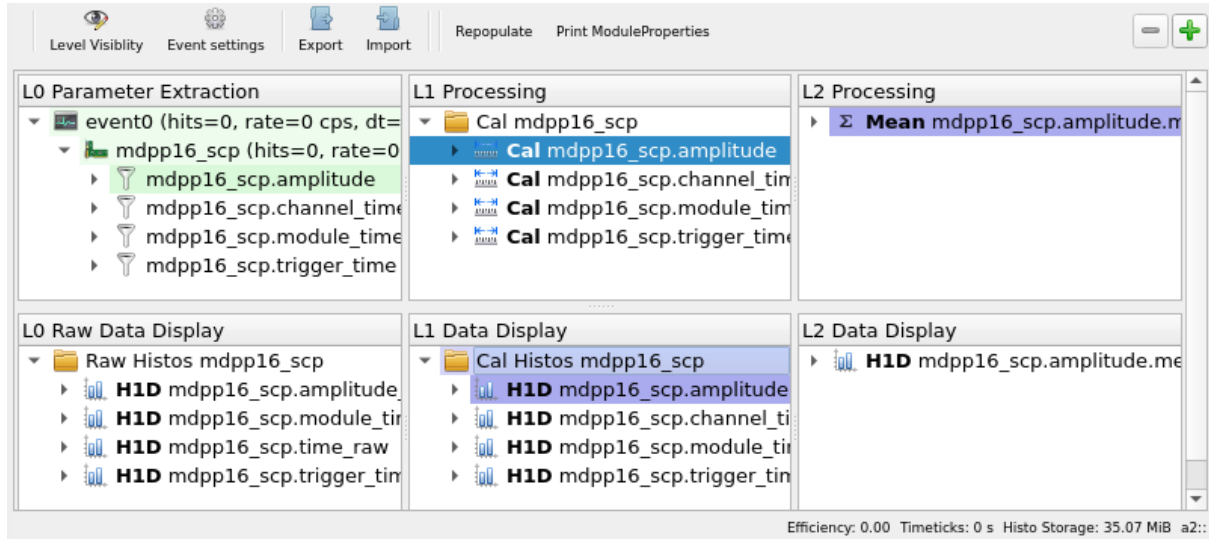 Level Visiblity Event settings Export Import Repopulate Print ModuleProperties
L0 Parameter Extraction
event0 (hits=0, rate=0 cps, dt=
mdpp16_scp (hits=0, rate=0
mdpp16_scp.amplitude
mdpp16_scp.channel_time
mdpp16_scp.module_time
mdpp16_scp.trigger_time
L1 Processing
Cal mdpp16_scp
Cal mdpp16_scp.amplitude
Cal mdpp16_scp.channel_tim
Cal mdpp16_scp.module_tim
Cal mdpp16_scp.trigger_time
L2 Processing
Σ Mean mdpp16_scp.amplitude.m
L0 Raw Data Display
Raw Histos mdpp16_scp
H1D mdpp16_scp.amplitude_
H1D mdpp16_scp.module_tim
H1D mdpp16_scp.time_raw
H1D mdpp16_scp.trigger_tim
L1 Data Display
Cal Histos mdpp16_scp
H1D mdpp16_scp.amplitude
H1D mdpp16_scp.channel_ti
H1D mdpp16_scp.module_ti
H1D mdpp16_scp.trigger_tim
L2 Data Display
H1D mdpp16_scp.amplitude.me
Efficiency: 0.00 Timeticks: 0 s Histo Storage: 35.07 MiB a2::